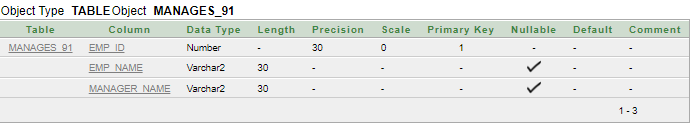 Object Type TABLE Object MANAGES_91
Table Column Data Type Length Precision Scale Primary Key Nullable Default Comment
MANAGES_91 EMP_ID Number - 30 0 1 - - -
EMP_NAME Varchar2 30 - - - ✓ - -
MANAGER_NAME Varchar2 30 - - - ✓ - -
1 - 3